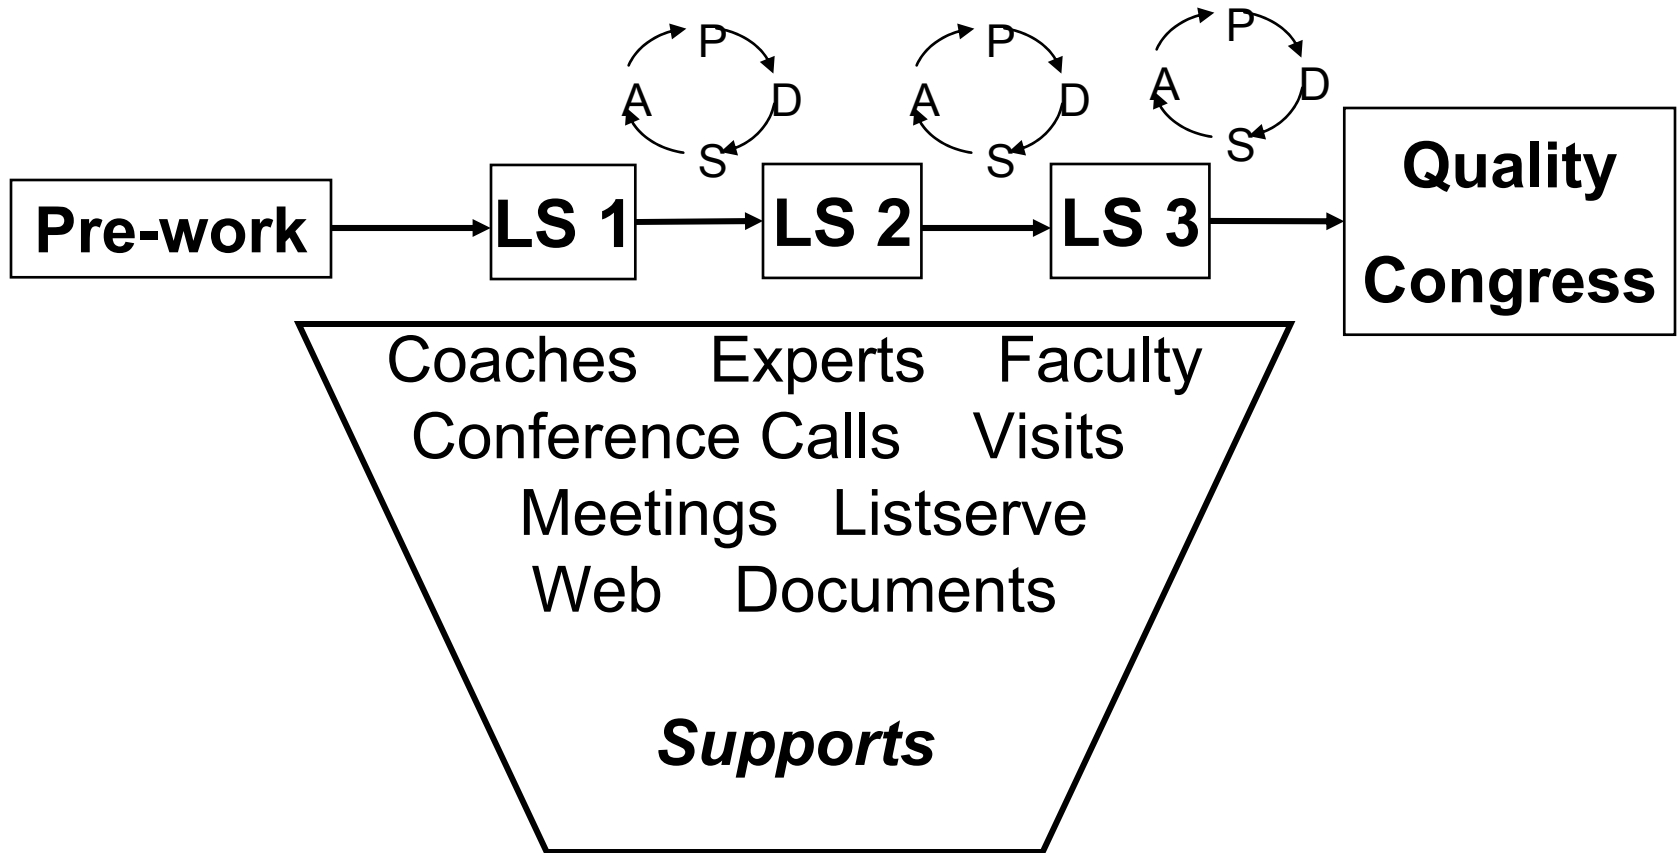 P
A D
S
P
A D
S
P
A D
S
Pre-work
LS 1
LS 2
LS 3
Quality
Congress
Coaches Experts Faculty
Conference Calls Visits
Meetings Listserve
Web Documents
Supports